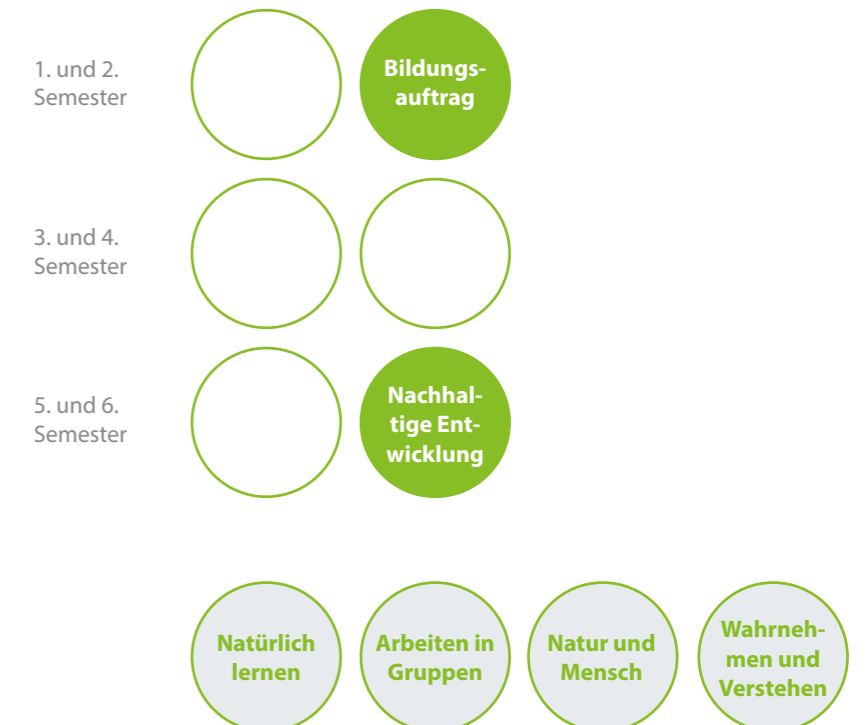 1. und 2.
Semester
Bildungs-
auftrag
3. und 4.
Semester
5. und 6.
Semester
Nachhal-
tige Ent-
wicklung
Natürlich
lernen
Arbeiten in
Gruppen
Natur und
Mensch
Wahrneh-
men und
Verstehen